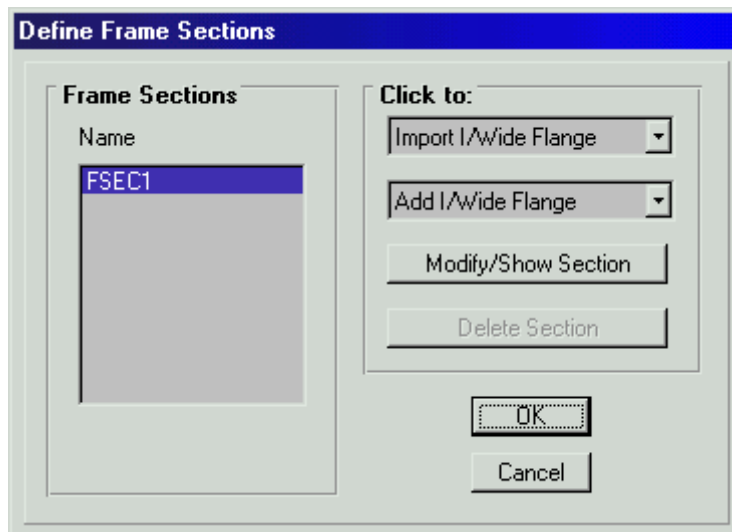 Define Frame Sections
Frame Sections
Name
FSEC1
Click to:
Import I/Wide Flange
Add I/Wide Flange
Modify/Show Section
Delete Section
OK
Cancel